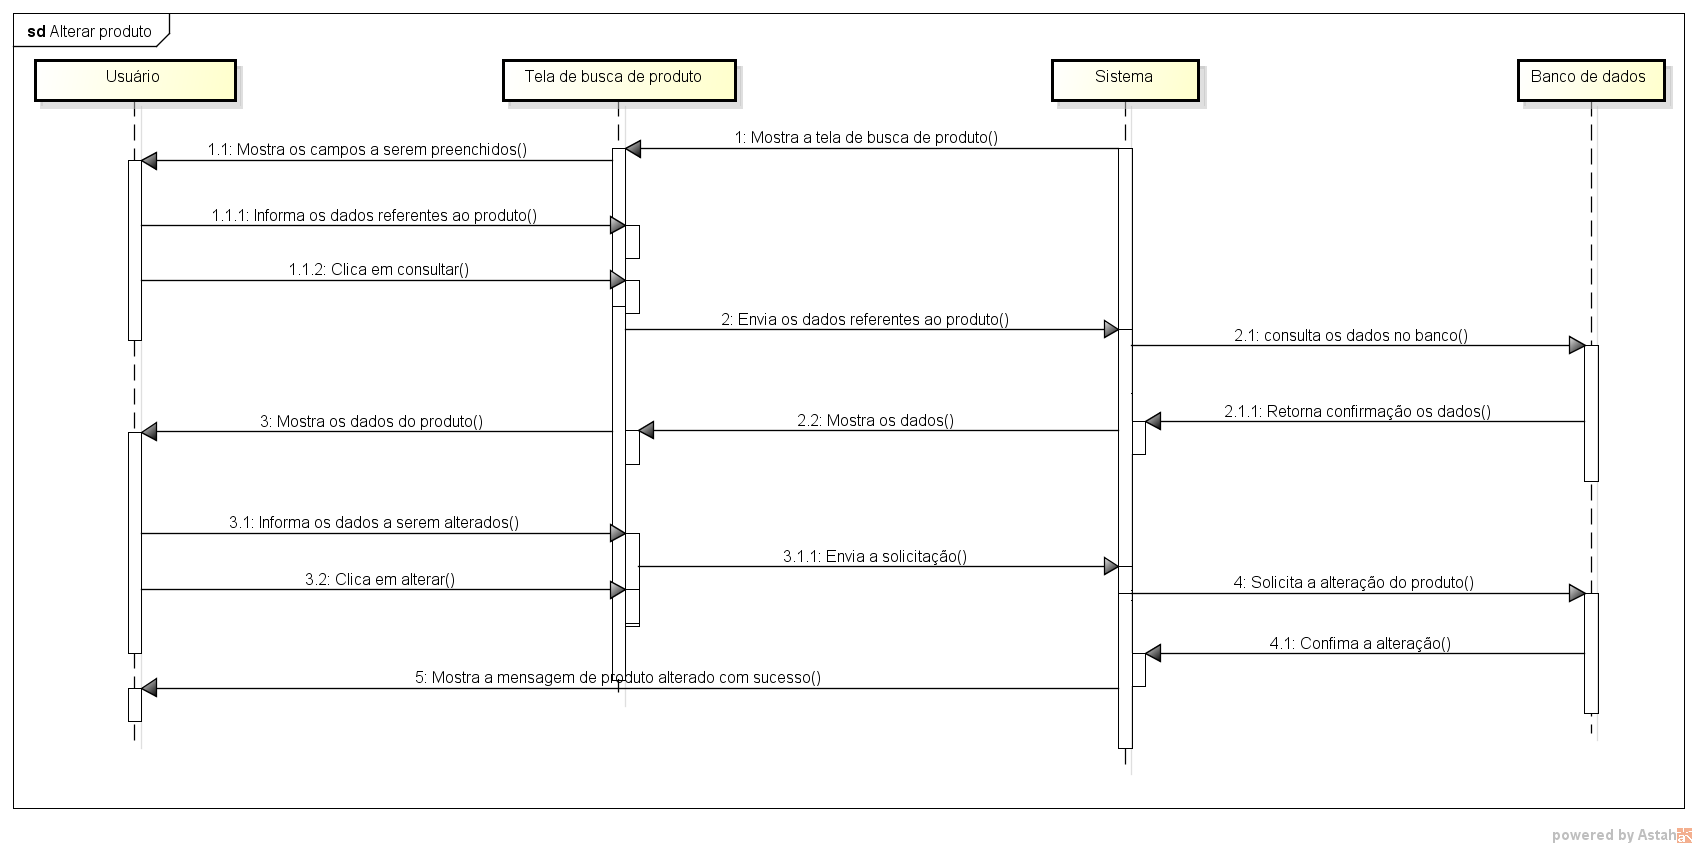 sd Alterar produto
Usuário
Tela de busca de produto
Sistema
Banco de dados
1: Mostra a tela de busca de produto()
1.1: Mostra os campos a serem preenchidos()
1.1.1: Informa os dados referentes ao produto()
1.1.2: Clica em consultar()
2: Envia os dados referentes ao produto()
2.1: consulta os dados no banco()
2.1.1: Retorna confirmação os dados()
2.2: Mostra os dados()
3: Mostra os dados do produto()
3.1: Informa os dados a serem alterados()
3.1.1: Envia a solicitação()
3.2: Clica em alterar()
4: Solicita a alteração do produto()
4.1: Confima a alteração()
5: Mostra a mensagem de produto alterado com sucesso()
powered by Astah